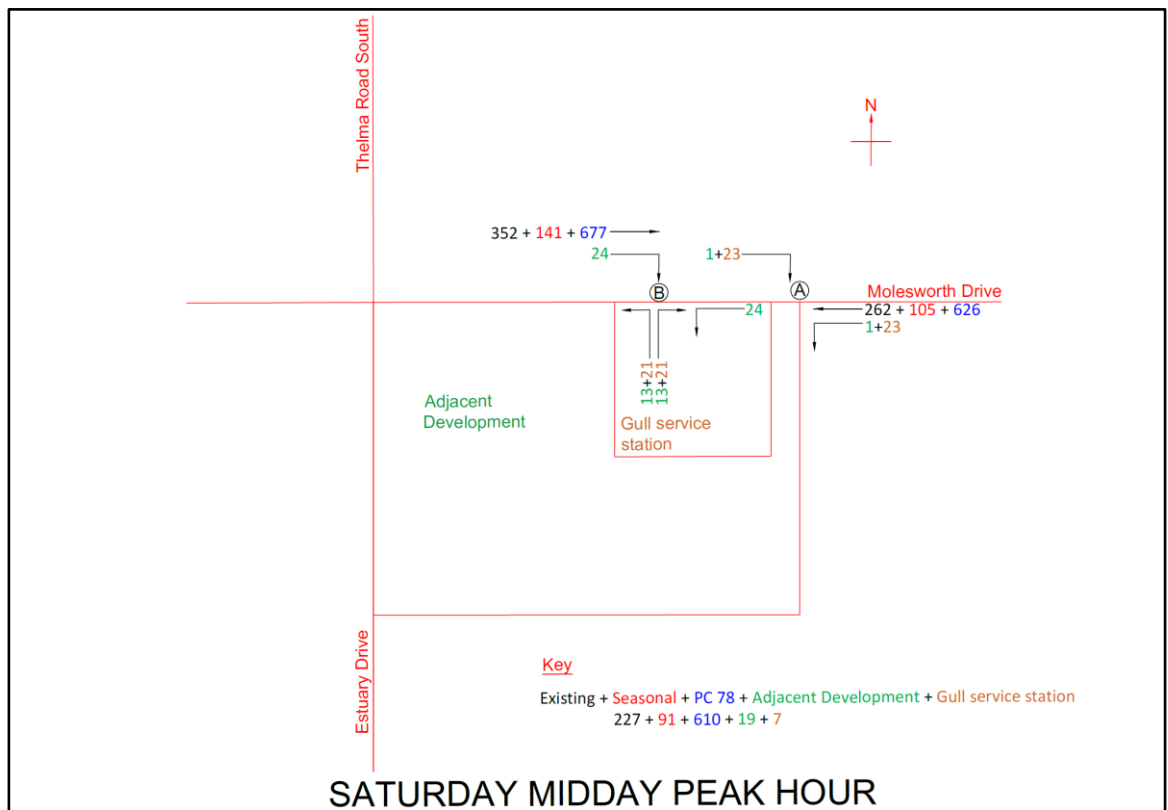 Thelma Road South
N
352 + 141 + 677
24
1+23
B
A
Molesworth Drive
262 + 105 + 626
1+23
24
13+21
13+21
Adjacent
Development
Gull service
station
Estuary Drive
Key
Existing + Seasonal + PC 78 + Adjacent Development + Gull service station
227 + 91 + 610 + 19 + 7
SATURDAY MIDDAY PEAK HOUR